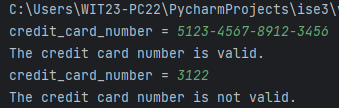 C:\Users\WIT23-PC22\PycharmProjects\ise3\
credit_card_number = 5123-4567-8912-3456
The credit card number is valid.
credit_card_number = 3122
The credit card number is not valid.